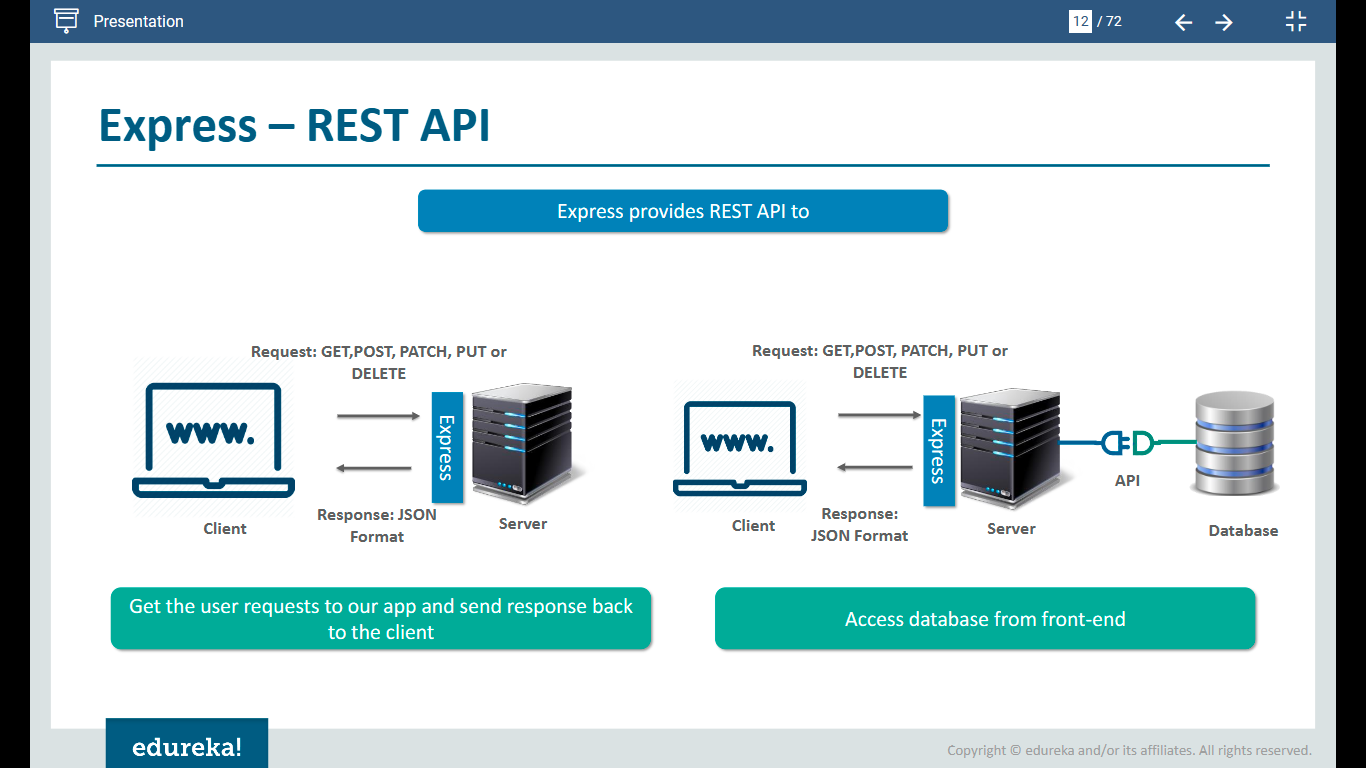 Presentation
12 / 72
Express – REST API
Express provides REST API to
Request: GET,POST, PATCH, PUT or
DELETE
www.
Express
Client
Response: JSON
Format
Server
Request: GET,POST, PATCH, PUT or
DELETE
www.
Express
API
Client
Response:
JSON Format
Server
Database
Get the user requests to our app and send response back
to the client
Access database from front-end
edureka!
Copyright © edureka and/or its affiliates. All rights reserved.